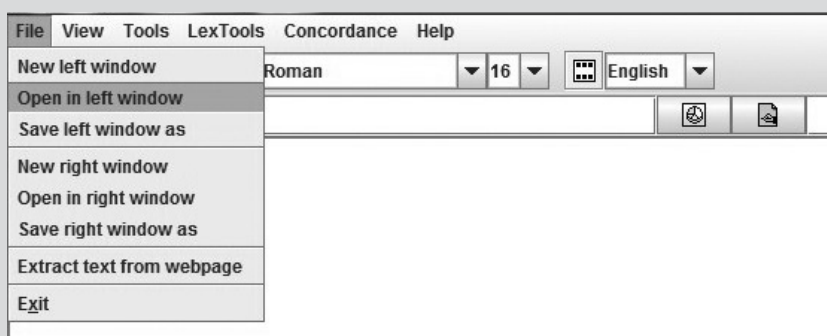 File View Tools LexTools Concordance Help
New left window
Roman 16 English
Open in left window
Save left window as
New right window
Open in right window
Save right window as
Extract text from webpage
Exit